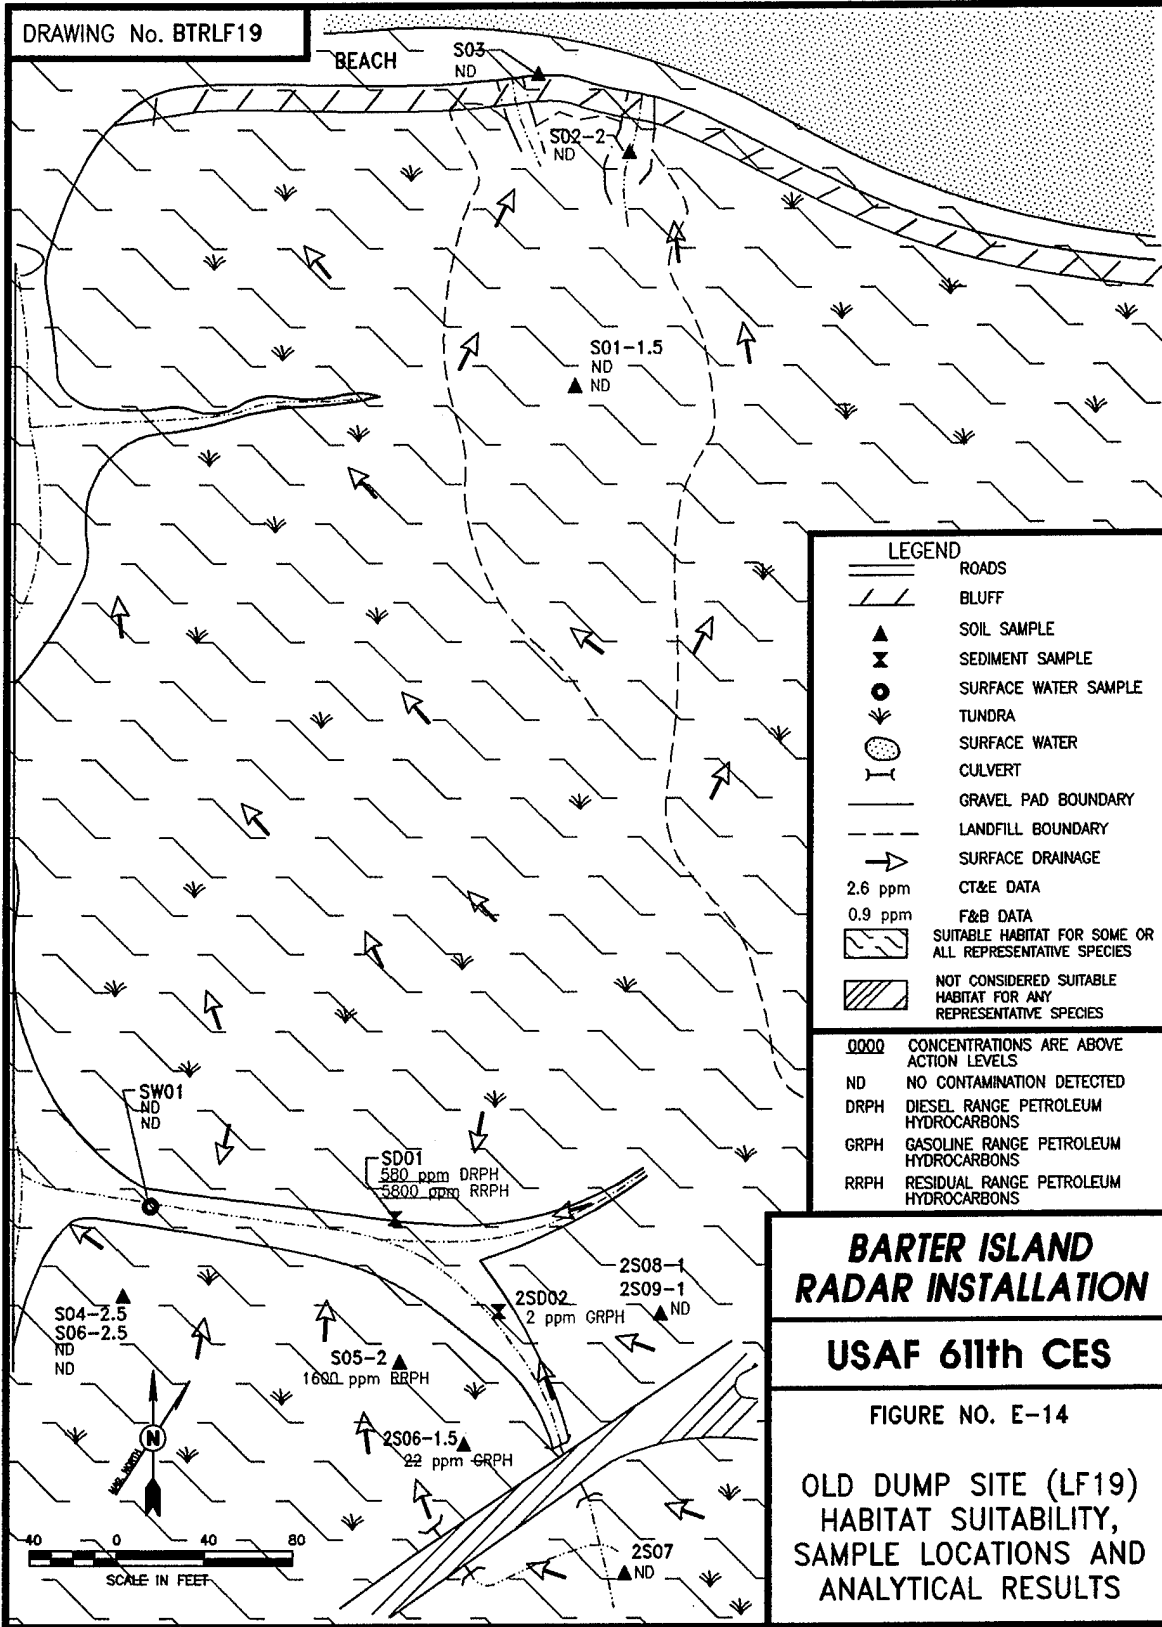 DRAWING No. BTRLF19
BEACH
S03
ND
S02-2
ND
S01-1.5
ND
ND
LEGEND
ROADS
BLUFF
SOIL SAMPLE
SEDIMENT SAMPLE
SURFACE WATER SAMPLE
TUNDRA
SURFACE WATER
CULVERT
GRAVEL PAD BOUNDARY
LANDFILL BOUNDARY
SURFACE DRAINAGE
2.6 ppm CT&E DATA
0.9 ppm F&B DATA
SUITABLE HABITAT FOR SOME OR
ALL REPRESENTATIVE SPECIES
NOT CONSIDERED SUITABLE
HABITAT FOR ANY
REPRESENTATIVE SPECIES
0000 CONCENTRATIONS ARE ABOVE
ACTION LEVELS
ND NO CONTAMINATION DETECTED
DRPH DIESEL RANGE PETROLEUM
HYDROCARBONS
GRPH GASOLINE RANGE PETROLEUM
HYDROCARBONS
RRPH RESIDUAL RANGE PETROLEUM
HYDROCARBONS
SW01
ND
ND
SD01
580 ppm DRPH
5800 ppm RRPH
2S08-1
2S09-1
ND
2SD02
2 ppm GRPH
S04-2.5
S06-2.5
ND
ND
S05-2
1600 ppm RRPH
2S06-1.5
22 ppm GRPH
2S07
ND
N
40 0 40 80
SCALE IN FEET
BARTER ISLAND
RADAR INSTALLATION
USAF 611th CES
FIGURE NO. E-14
OLD DUMP SITE (LF19)
HABITAT SUITABILITY,
SAMPLE LOCATIONS AND
ANALYTICAL RESULTS